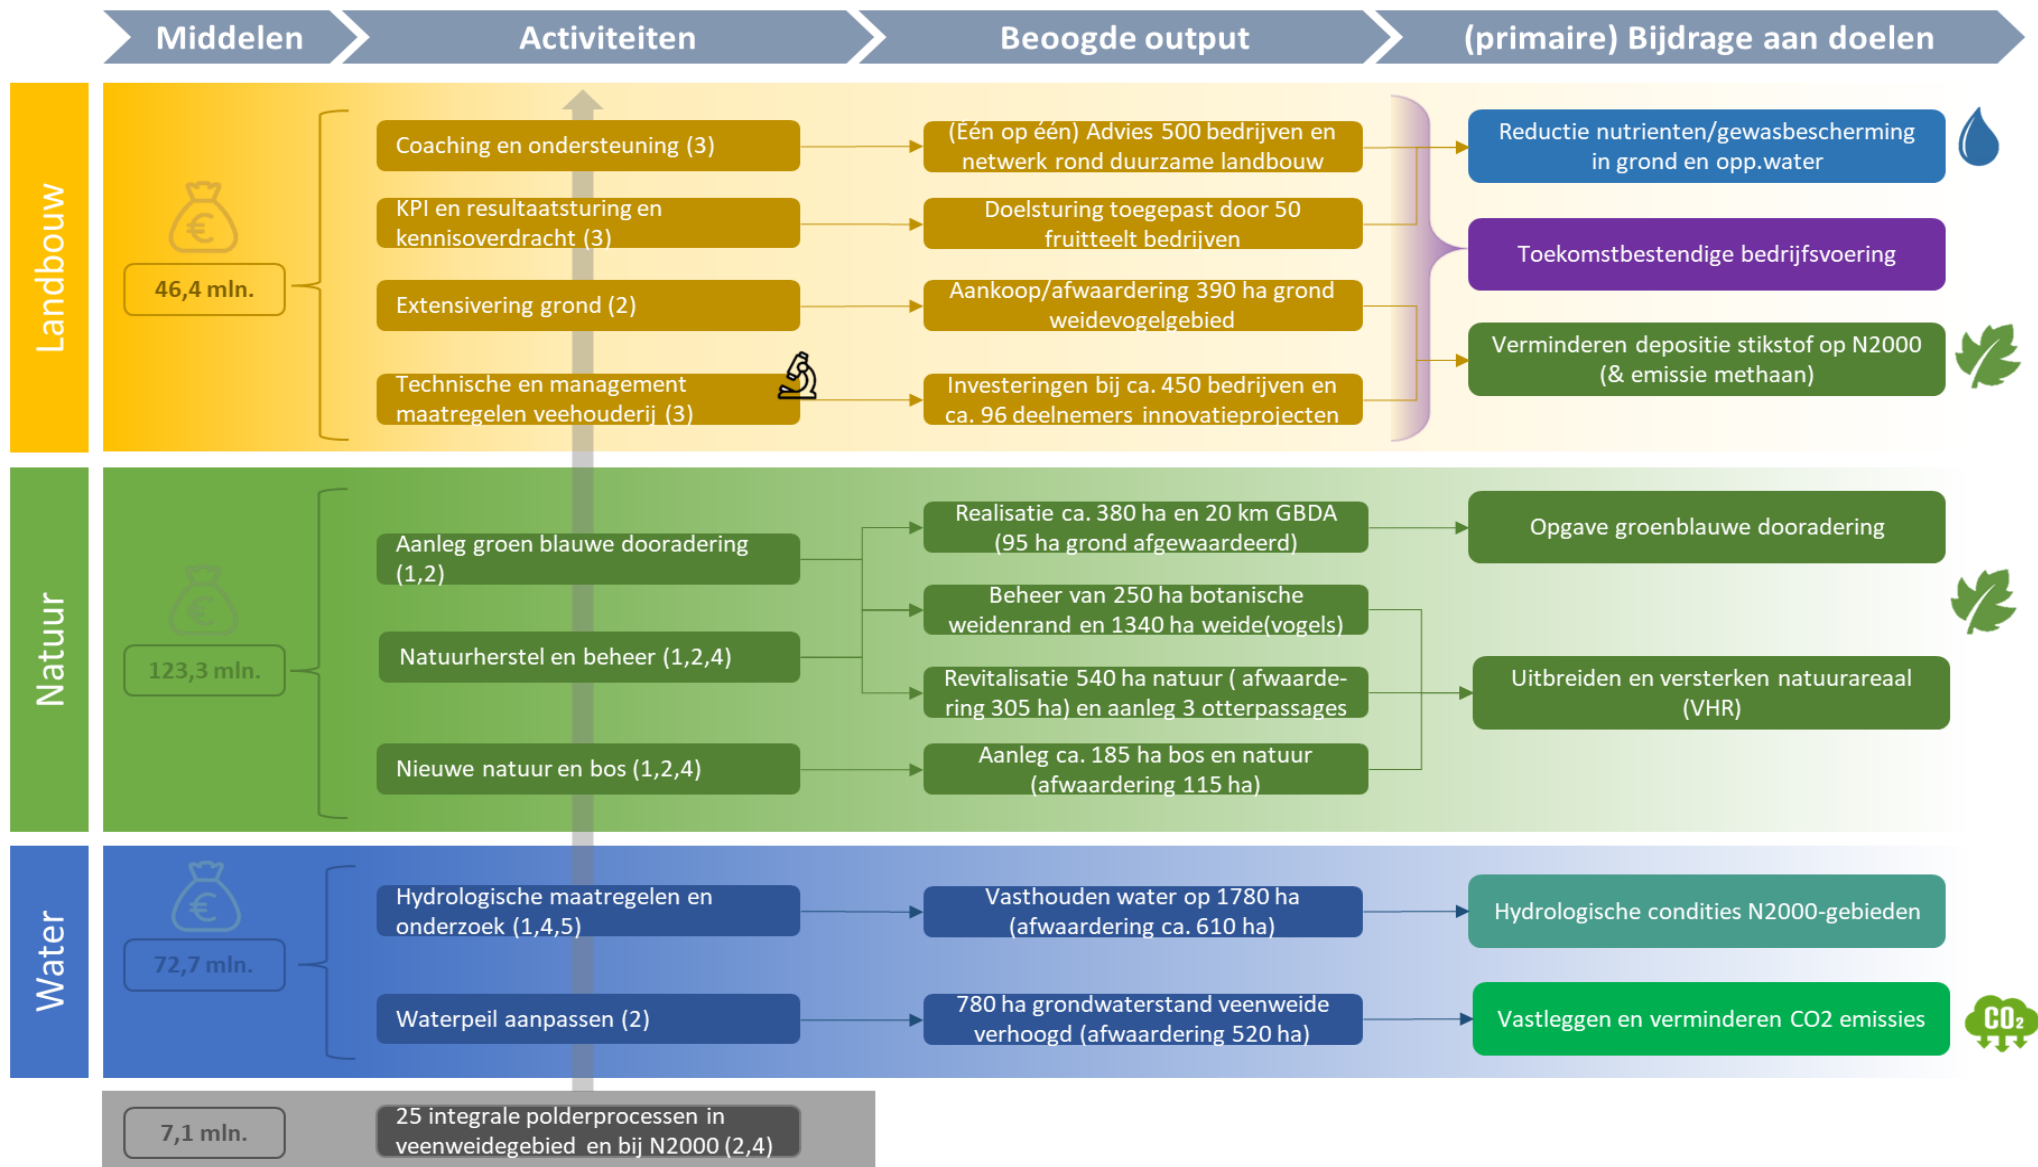 Middelen
Activiteiten
Beoogde output
(primaire) Bijdrage aan doelen
Landbouw
46,4 mln.
Coaching en ondersteuning (3)
KPI en resultaatsturing en
kennisoverdracht (3)
Extensivering grond (2)
Technische en management
maatregelen veehouderij (3)
(Één op één) Advies 500 bedrijven en
netwerk rond duurzame landbouw
Doelsturing toegepast door 50
fruitteelt bedrijven
Aankoop/afwaardering 390 ha grond
weidevogelgebied
Investeringen bij ca. 450 bedrijven en
ca. 96 deelnemers innovatieprojecten
Reductie nutrienten/gewasbescherming
in grond en opp.water
Toekomstbestendige bedrijfsvoering
Verminderen depositie stikstof op N2000
(& emissie methaan)
Natuur
123,3 mln.
Aanleg groen blauwe dooradering
(1,2)
Natuurherstel en beheer (1,2,4)
Nieuwe natuur en bos (1,2,4)
Realisatie ca. 380 ha en 20 km GBDA
(95 ha grond afgewaardeerd)
Beheer van 250 ha botanische
weidenrand en 1340 ha weide(vogels)
Revitalisatie 540 ha natuur ( afwaarde-
ring 305 ha) en aanleg 3 otterpassages
Aanleg ca. 185 ha bos en natuur
(afwaardering 115 ha)
Opgave groenblauwe dooradering
Uitbreiden en versterken natuurareaal
(VHR)
Water
72,7 mln.
Hydrologische maatregelen en
onderzoek (1,4,5)
Waterpeil aanpassen (2)
Vasthouden water op 1780 ha
(afwaardering ca. 610 ha)
780 ha grondwaterstand veenweide
verhoogd (afwaardering 520 ha)
Hydrologische condities N2000-gebieden
Vastleggen en verminderen CO2 emissies
CO₂
7,1 mln.
25 integrale polderprocessen in
veenweidegebied en bij N2000 (2,4)